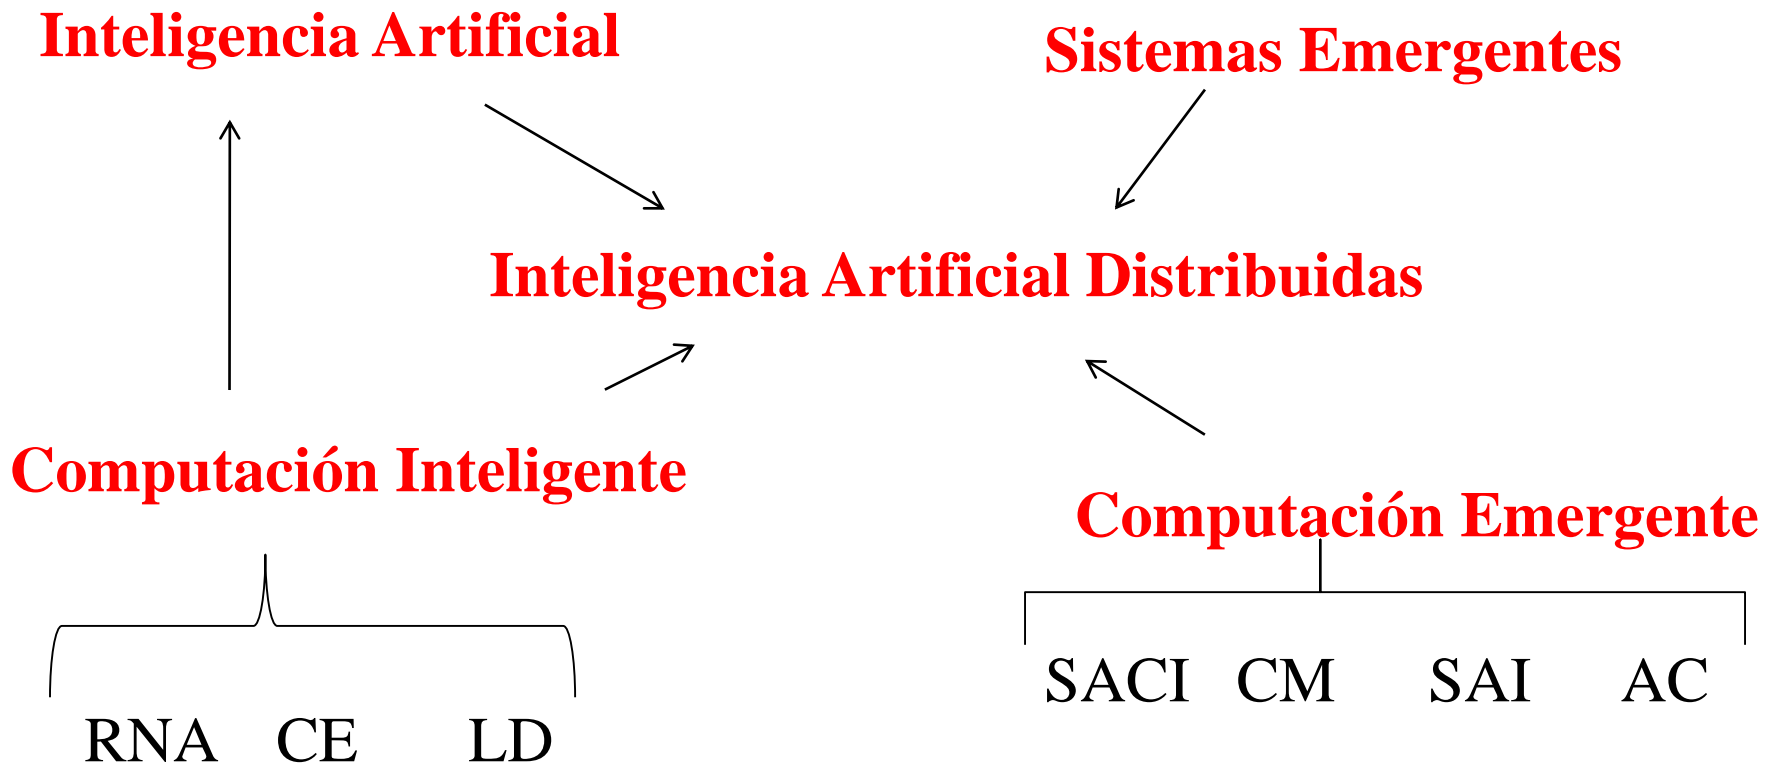 Inteligencia Artificial
Sistemas Emergentes
Inteligencia Artificial Distribuidas
Computación Inteligente
Computación Emergente
SACI CM SAI AC
RNA CE LD